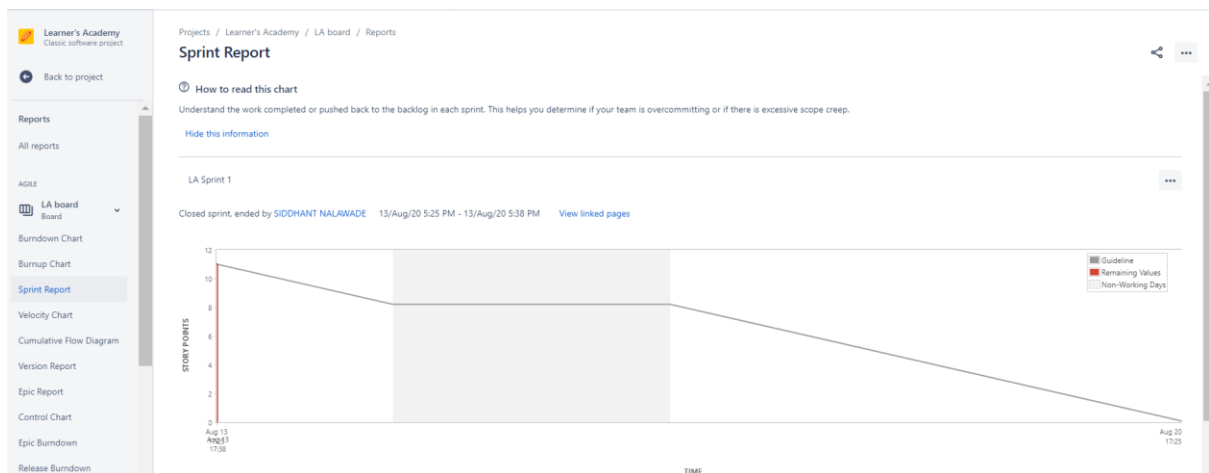 Learner's Academy
Classic software project
Back to project
Reports
All reports
AGILE
LA board
Board
Burndown Chart
Burnup Chart
Sprint Report
Velocity Chart
Cumulative Flow Diagram
Version Report
Epic Report
Control Chart
Epic Burndown
Release Burndown
Projects / Learner's Academy / LA board / Reports
Sprint Report
How to read this chart
Understand the work completed or pushed back to the backlog in each sprint. This helps you determine if your team is overcommitting or if there is excessive scope creep.
Hide this information
LA Sprint 1
Closed sprint. ended by SIDDHANT NALAWADE 13/Aug/20 5:25 PM - 13/Aug/20 5:38 PM View linked pages
12
10
8
6
4
2
0
STORY POINTS
Guideline
Remaining Values
Non-Working Days
Aug 13
17:38
Aug 20
17:25
TIME